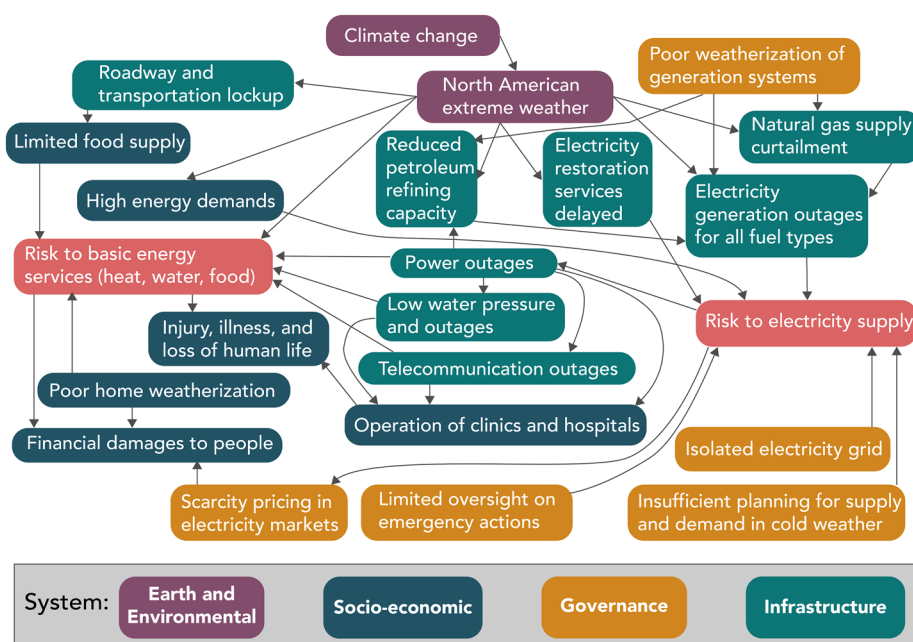 Climate change
Poor weatherization of
generation systems
Roadway and
transportation lockup
North American
extreme weather
Limited food supply
Natural gas supply
curtailment
Reduced
petroleum
refining
capacity
Electricity
restoration
services
delayed
High energy demands
Electricity
generation outages
for all fuel types
Risk to basic energy
services (heat, water, food)
Power outages
Injury, illness, and
loss of human life
Low water pressure
and outages
Risk to electricity supply
Telecommunication outages
Poor home weatherization
Operation of clinics and hospitals
Financial damages to people
Isolated electricity grid
Scarcity pricing in
electricity markets
Limited oversight on
emergency actions
Insufficient planning for supply
and demand in cold weather
System:
Earth and
Environmental
Socio-economic
Governance
Infrastructure